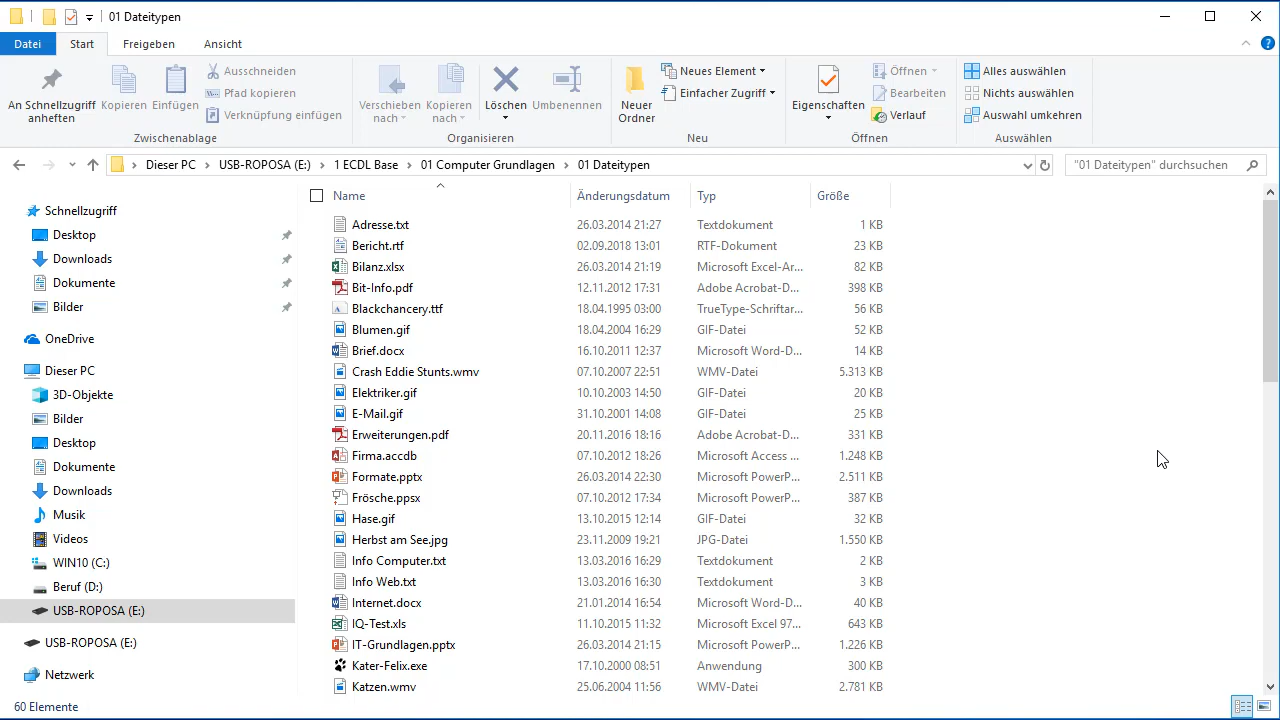 01 Dateitypen
Datei Start Freigeben Ansicht
An Schnellzugriff anheften Kopieren Einfügen
Ausschneiden
Pfad kopieren
Verknüpfung einfügen
Zwischenablage
Verschieben nach Kopieren nach Löschen Umbenennen
Organisieren
Neuer Ordner
Neues Element
Einfacher Zugriff
Neu
Eigenschaften
Öffnen
Bearbeiten
Verlauf
Öffnen
Alles auswählen
Nichts auswählen
Auswahl umkehren
Auswählen
Dieser PC USB-ROPOSA (E:) 1 ECDL Base 01 Computer Grundlagen 01 Dateitypen
"01 Dateitypen" durchsuchen
Schnellzugriff
Desktop
Downloads
Dokumente
Bilder
OneDrive
Dieser PC
3D-Objekte
Bilder
Desktop
Dokumente
Downloads
Musik
Videos
WIN10 (C:)
Beruf (D:)
USB-ROPOSA (E:)
USB-ROPOSA (E:)
Netzwerk
Name Änderungsdatum Typ Größe
Adresse.txt 26.03.2014 21:27 Textdokument 1 KB
Bericht.rtf 02.09.2018 13:01 RTF-Dokument 23 KB
Bilanz.xlsx 26.03.2014 21:19 Microsoft Excel-Ar... 82 KB
Bit-Info.pdf 12.11.2012 17:31 Adobe Acrobat-D... 398 KB
Blackchancery.ttf 18.04.1995 03:00 TrueType-Schriftar... 56 KB
Blumen.gif 18.04.2004 16:29 GIF-Datei 52 KB
Brief.docx 16.10.2011 12:37 Microsoft Word-D... 14 KB
Crash Eddie Stunts.wmv 07.10.2007 22:51 WMV-Datei 5.313 KB
Elektriker.gif 10.10.2003 14:50 GIF-Datei 20 KB
E-Mail.gif 31.10.2001 14:08 GIF-Datei 25 KB
Erweiterungen.pdf 20.11.2016 18:16 Adobe Acrobat-D... 331 KB
Firma.accdb 07.10.2012 18:26 Microsoft Access ... 1.248 KB
Formate.pptx 26.03.2014 22:30 Microsoft PowerP... 2.511 KB
Frösche.ppsx 07.10.2012 17:34 Microsoft PowerP... 387 KB
Hase.gif 13.10.2015 12:14 GIF-Datei 32 KB
Herbst am See.jpg 23.11.2009 19:21 JPG-Datei 1.550 KB
Info Computer.txt 13.03.2016 16:29 Textdokument 2 KB
Info Web.txt 13.03.2016 16:30 Textdokument 3 KB
Internet.docx 21.01.2014 16:54 Microsoft Word-D... 40 KB
IQ-Test.xls 11.10.2015 11:32 Microsoft Excel 97... 643 KB
IT-Grundlagen.pptx 26.03.2014 21:15 Microsoft PowerP... 1.226 KB
Kater-Felix.exe 17.10.2000 08:51 Anwendung 300 KB
Katzen.wmv 25.06.2004 11:56 WMV-Datei 2.781 KB
60 Elemente